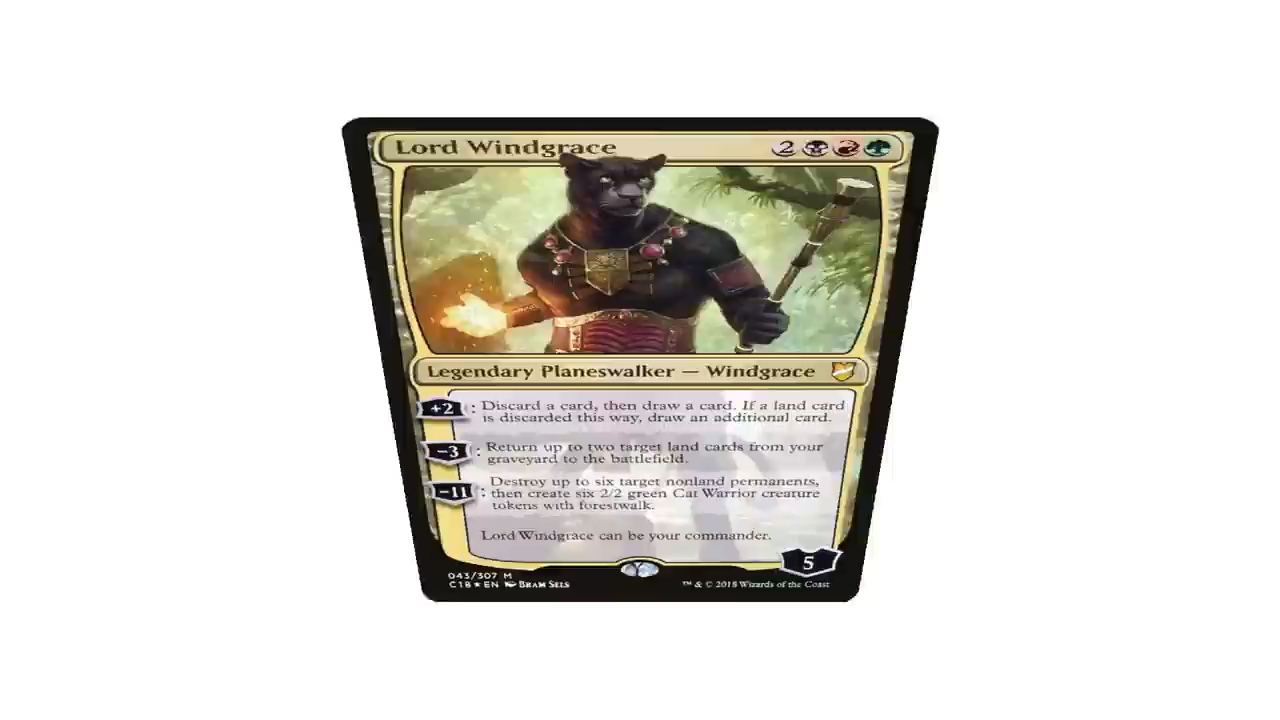 Lord Windgrace 2
Legendary Planeswalker — Windgrace
+2 : Discard a card, then draw a card. If a land card
is discarded this way, draw an additional card.
−3 : Return up to two target land cards from your
graveyard to the battlefield.
−11 : Destroy up to six target nonland permanents,
then create six 2/2 green Cat Warrior creature
tokens with forestwalk.
Lord Windgrace can be your commander.
5
043/307 M
C18★EN Bram Sels
™ & © 2018 Wizards of the Coast